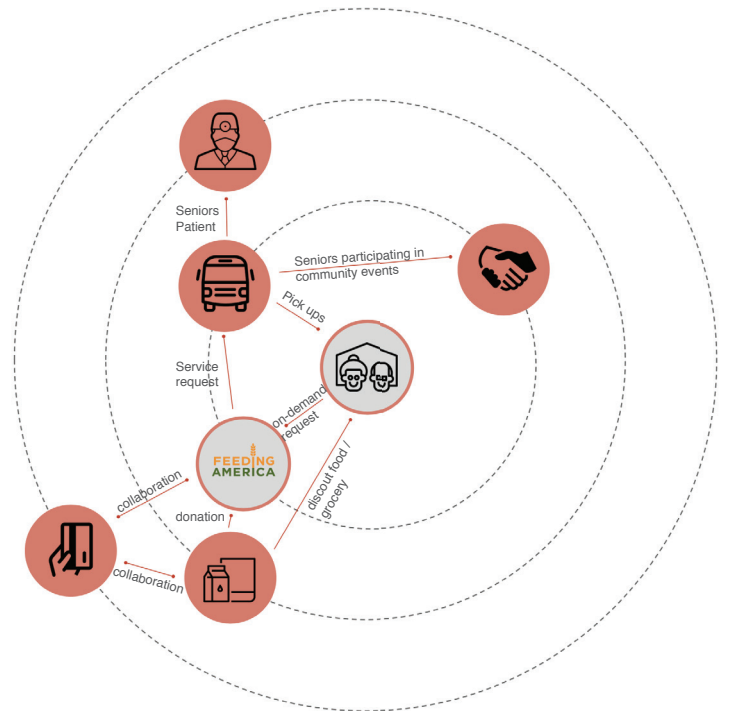 Seniors
Patient
Seniors participating in
community events
Pick ups
Service
request
on-demand
request
FEEDING
AMERICA
discout food /
grocery
collaboration
donation
collaboration